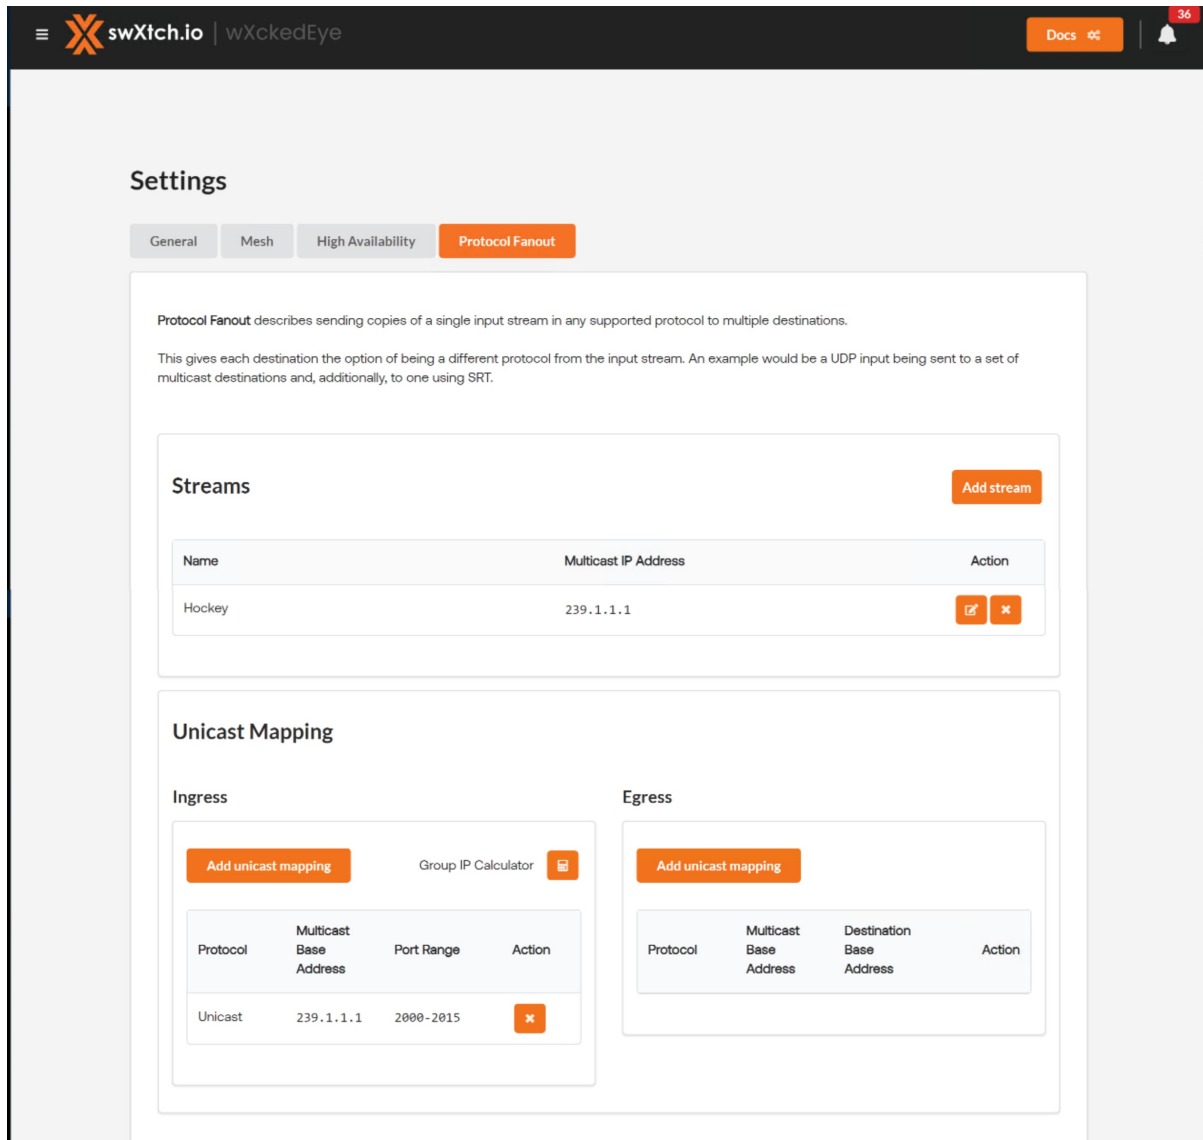 swXtch.io | wXckedEye
Docs
36
Settings
General
Mesh
High Availability
Protocol Fanout
Protocol Fanout describes sending copies of a single input stream in any supported protocol to multiple destinations.
This gives each destination the option of being a different protocol from the input stream. An example would be a UDP input being sent to a set of
multicast destinations and, additionally, to one using SRT.
Streams
Add stream
Name
Multicast IP Address
Action
Hockey
239.1.1.1
Unicast Mapping
Ingress
Add unicast mapping
Group IP Calculator
Protocol
Multicast
Base
Address
Port Range
Action
Unicast
239.1.1.1
2000-2015
Egress
Add unicast mapping
Protocol
Multicast
Base
Address
Destination
Base
Address
Action